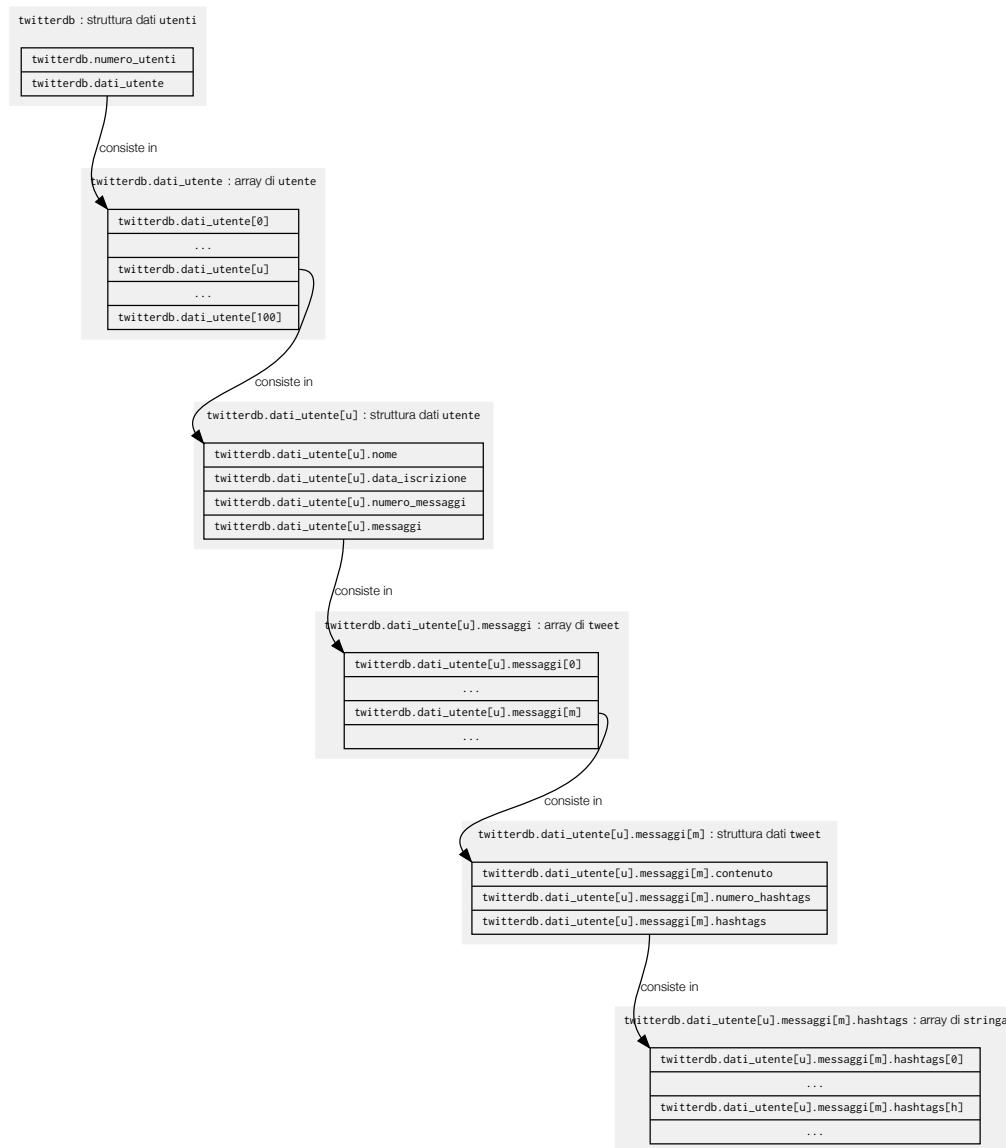 twitterdb : struttura dati utenti
twitterdb.numero_utenti
twitterdb.dati_utente
consiste in
twitterdb.dati_utente : array di utente
twitterdb.dati_utente[0]
...
twitterdb.dati_utente[u]
...
twitterdb.dati_utente[100]
consiste in
twitterdb.dati_utente[u] : struttura dati utente
twitterdb.dati_utente[u].nome
twitterdb.dati_utente[u].data_iscrizione
twitterdb.dati_utente[u].numero_messaggi
twitterdb.dati_utente[u].messaggi
consiste in
twitterdb.dati_utente[u].messaggi : array di tweet
twitterdb.dati_utente[u].messaggi[0]
...
twitterdb.dati_utente[u].messaggi[m]
...
consiste in
twitterdb.dati_utente[u].messaggi[m] : struttura dati tweet
twitterdb.dati_utente[u].messaggi[m].contenuto
twitterdb.dati_utente[u].messaggi[m].numero_hashtags
twitterdb.dati_utente[u].messaggi[m].hashtags
consiste in
twitterdb.dati_utente[u].messaggi[m].hashtags : array di stringa
twitterdb.dati_utente[u].messaggi[m].hashtags[0]
...
twitterdb.dati_utente[u].messaggi[m].hashtags[h]
...